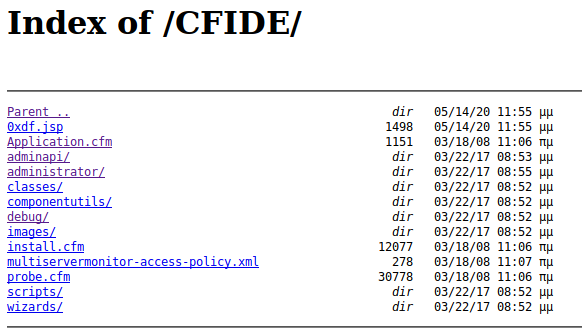 Index of /CFIDE/
Parent .. dir 05/14/20 11:55 μμ
0xdf.jsp 1498 05/14/20 11:55 μμ
Application.cfm 1151 03/18/08 11:06 πμ
adminapi/ dir 03/22/17 08:53 μμ
administrator/ dir 03/22/17 08:55 μμ
classes/ dir 03/22/17 08:52 μμ
componentutils/ dir 03/22/17 08:52 μμ
debug/ dir 03/22/17 08:52 μμ
images/ dir 03/22/17 08:52 μμ
install.cfm 12077 03/18/08 11:06 πμ
multiservermonitor-access-policy.xml 278 03/18/08 11:07 πμ
probe.cfm 30778 03/18/08 11:06 πμ
scripts/ dir 03/22/17 08:52 μμ
wizards/ dir 03/22/17 08:52 μμ